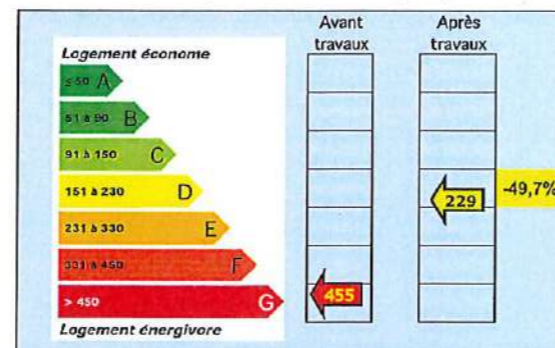 Avant travaux
Après travaux
Logement économe
≤ 50 A
51 à 90 B
91 à 150 C
151 à 230 D
231 à 330 E
331 à 450 F
> 450 G
Logement énergivore
455
229
-49,7%